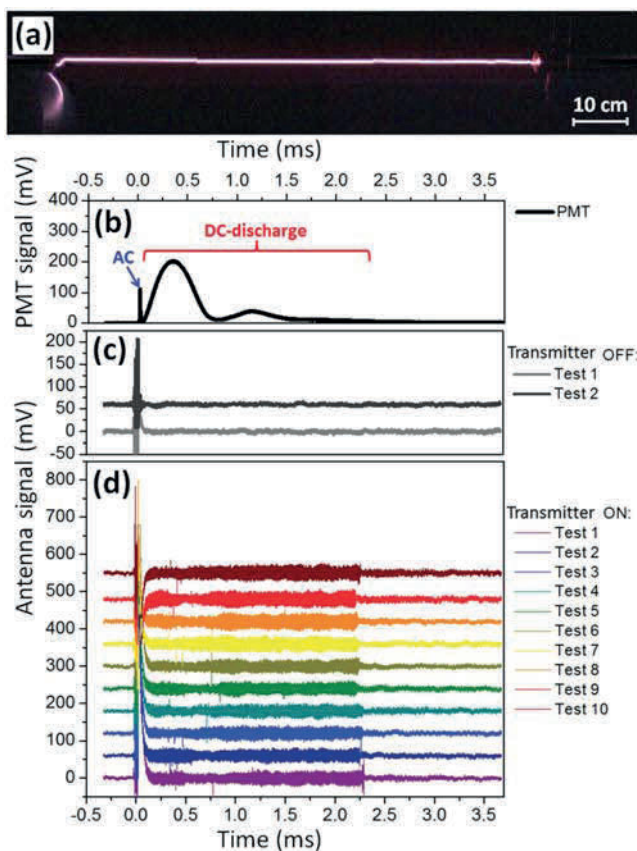 (a)
10 cm
Time (ms)
-0.5 0.0 0.5 1.0 1.5 2.0 2.5 3.0 3.5
PMT signal (mV)
400
300
200
100
0
(b)
AC
DC-discharge
PMT
(c)
200
150
100
50
0
-50
Transmitter OFF:
Test 1
Test 2
Antenna signal (mV)
(d)
800
700
600
500
400
300
200
100
0
Transmitter ON:
Test 1
Test 2
Test 3
Test 4
Test 5
Test 6
Test 7
Test 8
Test 9
Test 10
-0.5 0.0 0.5 1.0 1.5 2.0 2.5 3.0 3.5
Time (ms)